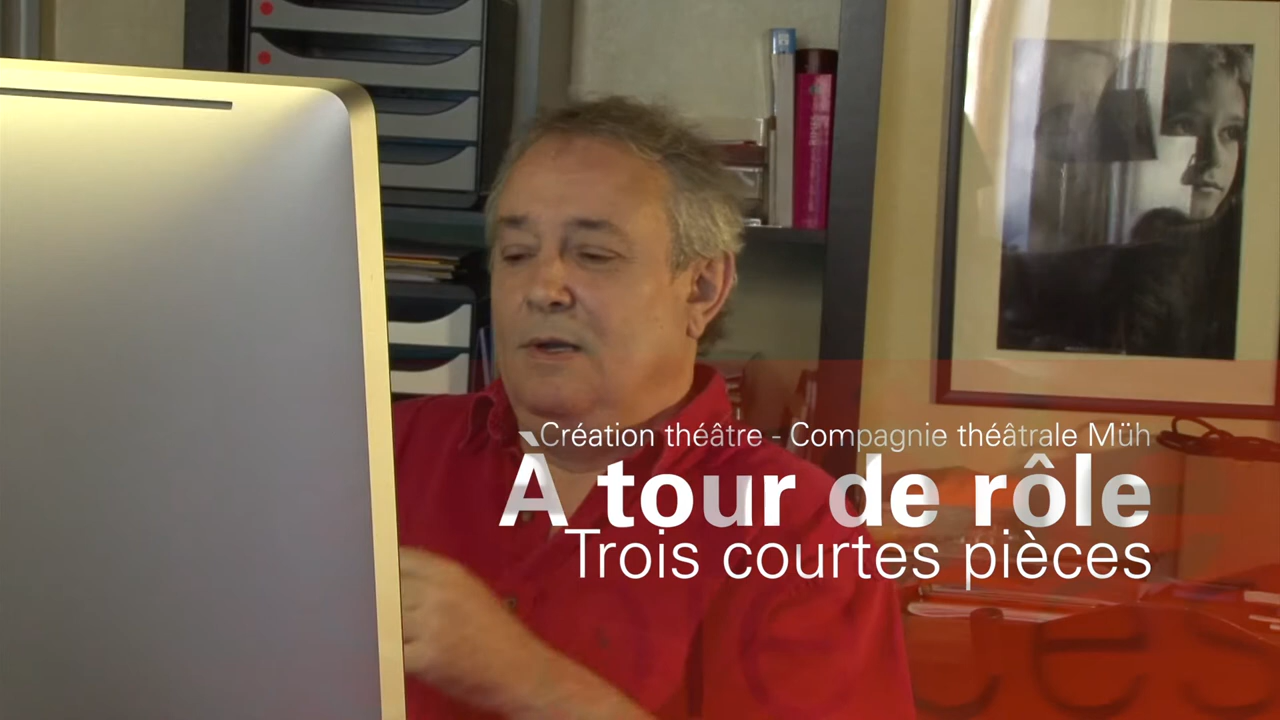 Création théâtre - Compagnie théâtrale Müh
À tour de rôle
Trois courtes pièces